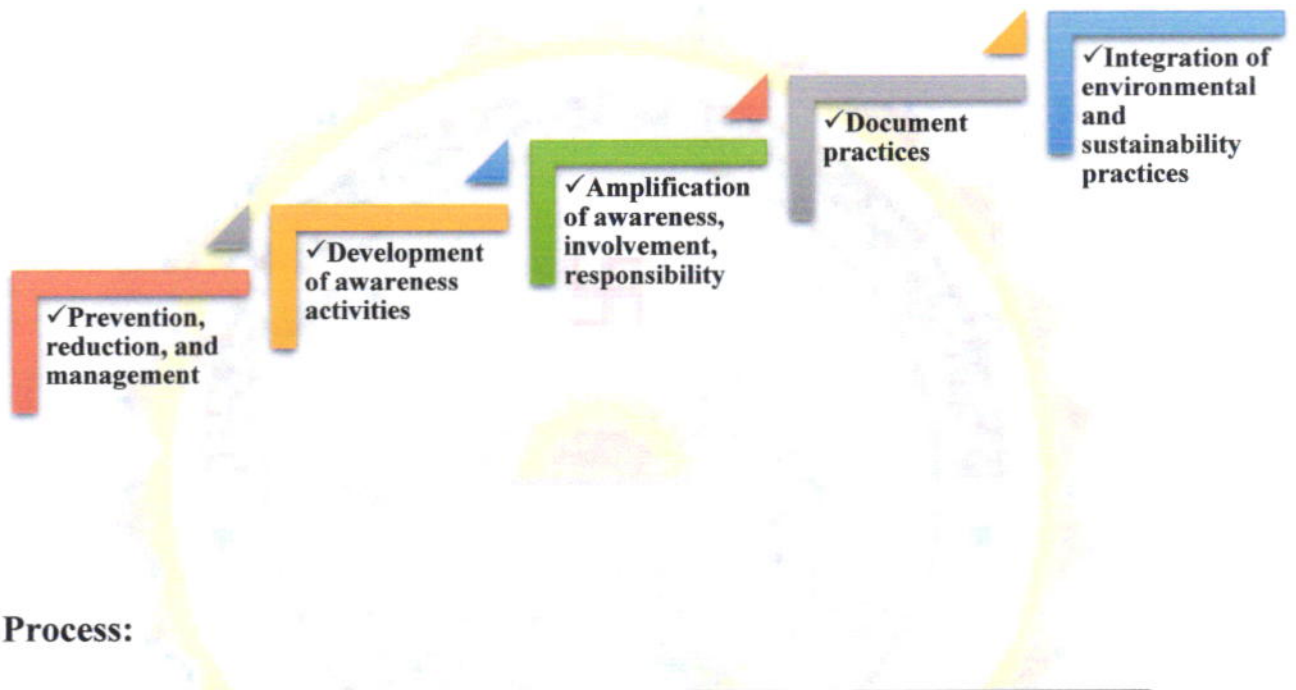 ✓Prevention,
reduction, and
management
✓Development
of awareness
activities
✓Amplification
of awareness,
involvement,
responsibility
✓Document
practices
✓Integration of
environmental
and
sustainability
practices
Process: